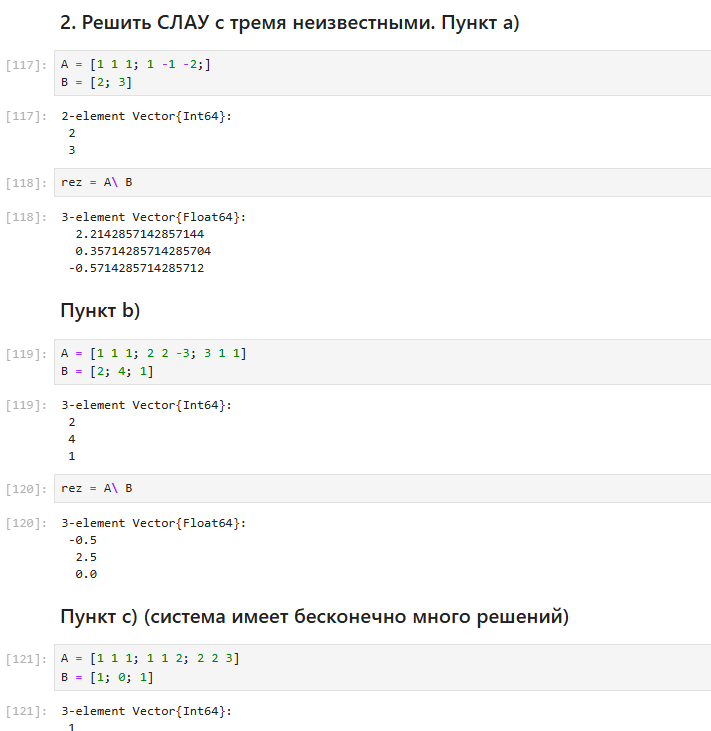 2. Решить СЛАУ с тремя неизвестными. Пункт a)
[117]: A = [1 1 1; 1 -1 -2;]
B = [2; 3]
[117]: 2-element Vector{Int64}:
2
3
[118]: rez = A\ B
[118]: 3-element Vector{Float64}:
2.2142857142857144
0.35714285714285704
-0.5714285714285712
Пункт b)
[119]: A = [1 1 1; 2 2 -3; 3 1 1]
B = [2; 4; 1]
[119]: 3-element Vector{Int64}:
2
4
1
[120]: rez = A\ B
[120]: 3-element Vector{Float64}:
-0.5
2.5
0.0
Пункт c) (система имеет бесконечно много решений)
[121]: A = [1 1 1; 1 1 2; 2 2 3]
B = [1; 0; 1]
[121]: 3-element Vector{Int64}:
1